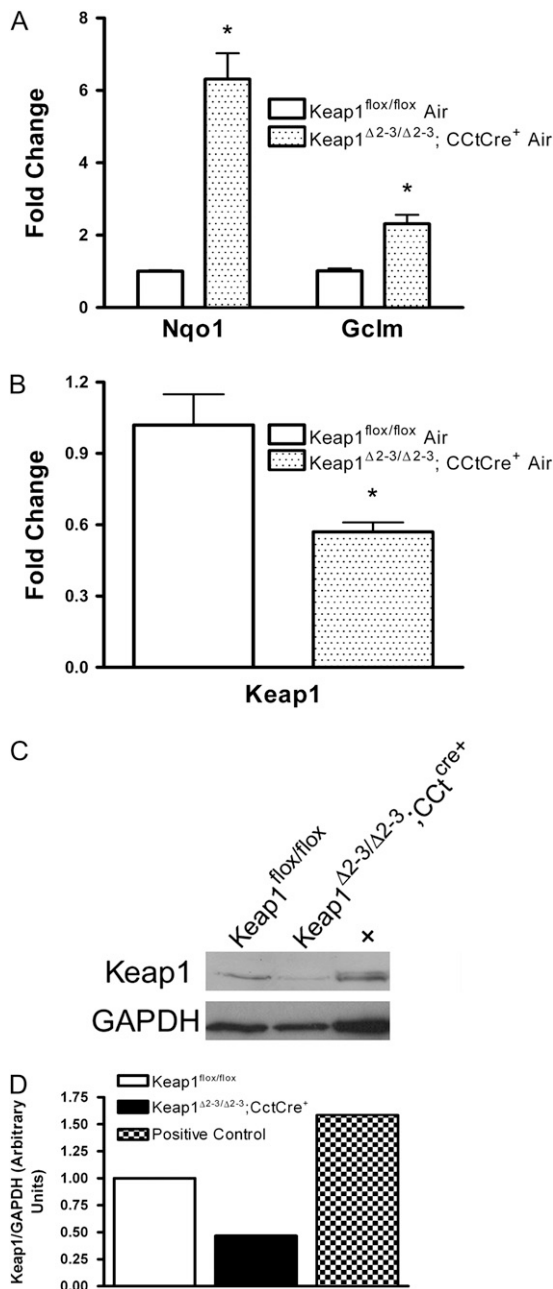 A
Fold Change
8
6
4
2
0
*
*
Keap1flox/flox Air
Keap1Δ2-3/Δ2-3; CCtCre+ Air
Nqo1
Gclm
B
Fold Change
1.2
0.9
0.6
0.3
0.0
Keap1flox/flox Air
Keap1Δ2-3/Δ2-3; CCtCre+ Air
*
Keap1
C
Keap1flox/flox
Keap1Δ2-3/Δ2-3;CCtcre+
+
Keap1
GAPDH
D
Keap1flox/flox
Keap1Δ2-3/Δ2-3;CctCre+
Positive Control
Keap1/GAPDH (Arbitrary
Units)
1.75
1.50
1.25
1.00
0.75
0.50
0.25
0.00